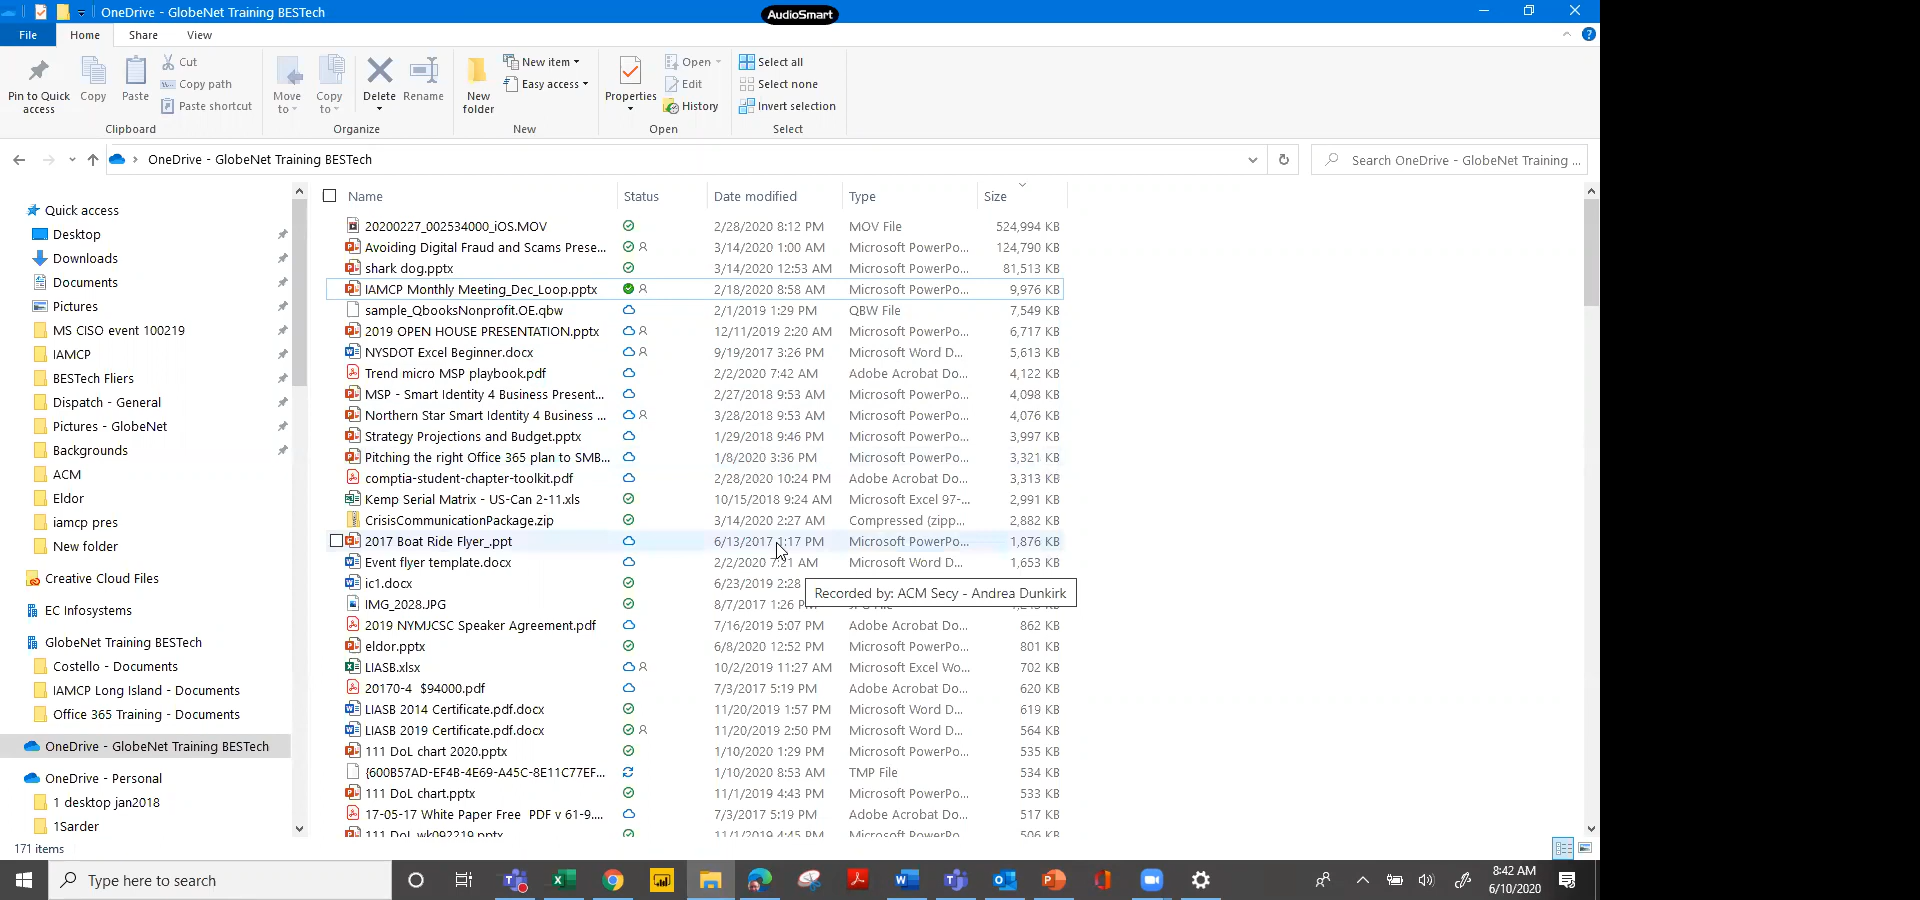 OneDrive - GlobeNet Training BESTech
AudioSmart
File Home Share View
Pin to Quick access
Copy
Paste
Cut
Copy path
Paste shortcut
Clipboard
Move to
Copy to
Delete
Rename
Organize
New folder
New item
Easy access
New
Properties
Open
Edit
History
Open
Select all
Select none
Invert selection
Select
OneDrive - GlobeNet Training BESTech
Search OneDrive - GlobeNet Training ...
Quick access
Desktop
Downloads
Documents
Pictures
MS CISO event 100219
IAMCP
BESTech Fliers
Dispatch - General
Pictures - GlobeNet
Backgrounds
ACM
Eldor
iamcp pres
New folder
Creative Cloud Files
EC Infosystems
GlobeNet Training BESTech
Costello - Documents
IAMCP Long Island - Documents
Office 365 Training - Documents
OneDrive - GlobeNet Training BESTech
OneDrive - Personal
1 desktop jan2018
1Sarder
Name Status Date modified Type Size
20200227_002534000_iOS.MOV 2/28/2020 8:12 PM MOV File 524,994 KB
Avoiding Digital Fraud and Scams Prese... 3/14/2020 1:00 AM Microsoft PowerPo... 124,790 KB
shark dog.pptx 3/14/2020 12:53 AM Microsoft PowerPo... 81,513 KB
IAMCP Monthly Meeting_Dec_Loop.pptx 2/18/2020 8:58 AM Microsoft PowerPo... 9,976 KB
sample_QbooksNonprofit.OE.qbw 2/1/2019 1:29 PM QBW File 7,549 KB
2019 OPEN HOUSE PRESENTATION.pptx 12/11/2019 2:20 AM Microsoft PowerPo... 6,717 KB
NYSDOT Excel Beginner.docx 9/19/2017 3:26 PM Microsoft Word D... 5,613 KB
Trend micro MSP playbook.pdf 2/2/2020 7:42 AM Adobe Acrobat Do... 4,122 KB
MSP - Smart Identity 4 Business Present... 2/27/2018 9:53 AM Microsoft PowerPo... 4,098 KB
Northern Star Smart Identity 4 Business ... 3/28/2018 9:53 AM Microsoft PowerPo... 4,076 KB
Strategy Projections and Budget.pptx 1/29/2018 9:46 PM Microsoft PowerPo... 3,997 KB
Pitching the right Office 365 plan to SMB... 1/8/2020 3:36 PM Microsoft PowerPo... 3,321 KB
comptia-student-chapter-toolkit.pdf 2/28/2020 10:24 PM Adobe Acrobat Do... 3,313 KB
Kemp Serial Matrix - US-Can 2-11.xls 10/15/2018 9:24 AM Microsoft Excel 97-... 2,991 KB
CrisisCommunicationPackage.zip 3/14/2020 2:27 AM Compressed (zipp... 2,882 KB
2017 Boat Ride Flyer_.ppt 6/13/2017 1:17 PM Microsoft PowerPo... 1,876 KB
Event flyer template.docx 2/2/2020 7:21 AM Microsoft Word D... 1,653 KB
ic1.docx 6/23/2019 2:28
Recorded by: ACM Secy - Andrea Dunkirk
IMG_2028.JPG 8/7/2017 1:26
2019 NYMJCSC Speaker Agreement.pdf 7/16/2019 5:07 PM Adobe Acrobat Do... 862 KB
eldor.pptx 6/8/2020 12:52 PM Microsoft PowerPo... 801 KB
LIASB.xlsx 10/2/2019 11:27 AM Microsoft Excel Wo... 702 KB
20170-4 $94000.pdf 7/3/2017 5:19 PM Adobe Acrobat Do... 620 KB
LIASB 2014 Certificate.pdf.docx 11/20/2019 1:57 PM Microsoft Word D... 619 KB
LIASB 2019 Certificate.pdf.docx 11/20/2019 2:50 PM Microsoft Word D... 564 KB
111 DoL chart 2020.pptx 1/10/2020 1:29 PM Microsoft PowerPo... 535 KB
{600B57AD-EF4B-4E69-A45C-8E11C77EF... 1/10/2020 8:53 AM TMP File 534 KB
111 DoL chart.pptx 11/1/2019 4:43 PM Microsoft PowerPo... 533 KB
17-05-17 White Paper Free PDF v 61-9.... 7/3/2017 5:19 PM Adobe Acrobat Do... 517 KB
111 DoL wk092219.pptx 11/1/2019 4:45 PM Microsoft PowerPo... 506 KB
171 items
Type here to search
8:42 AM
6/10/2020